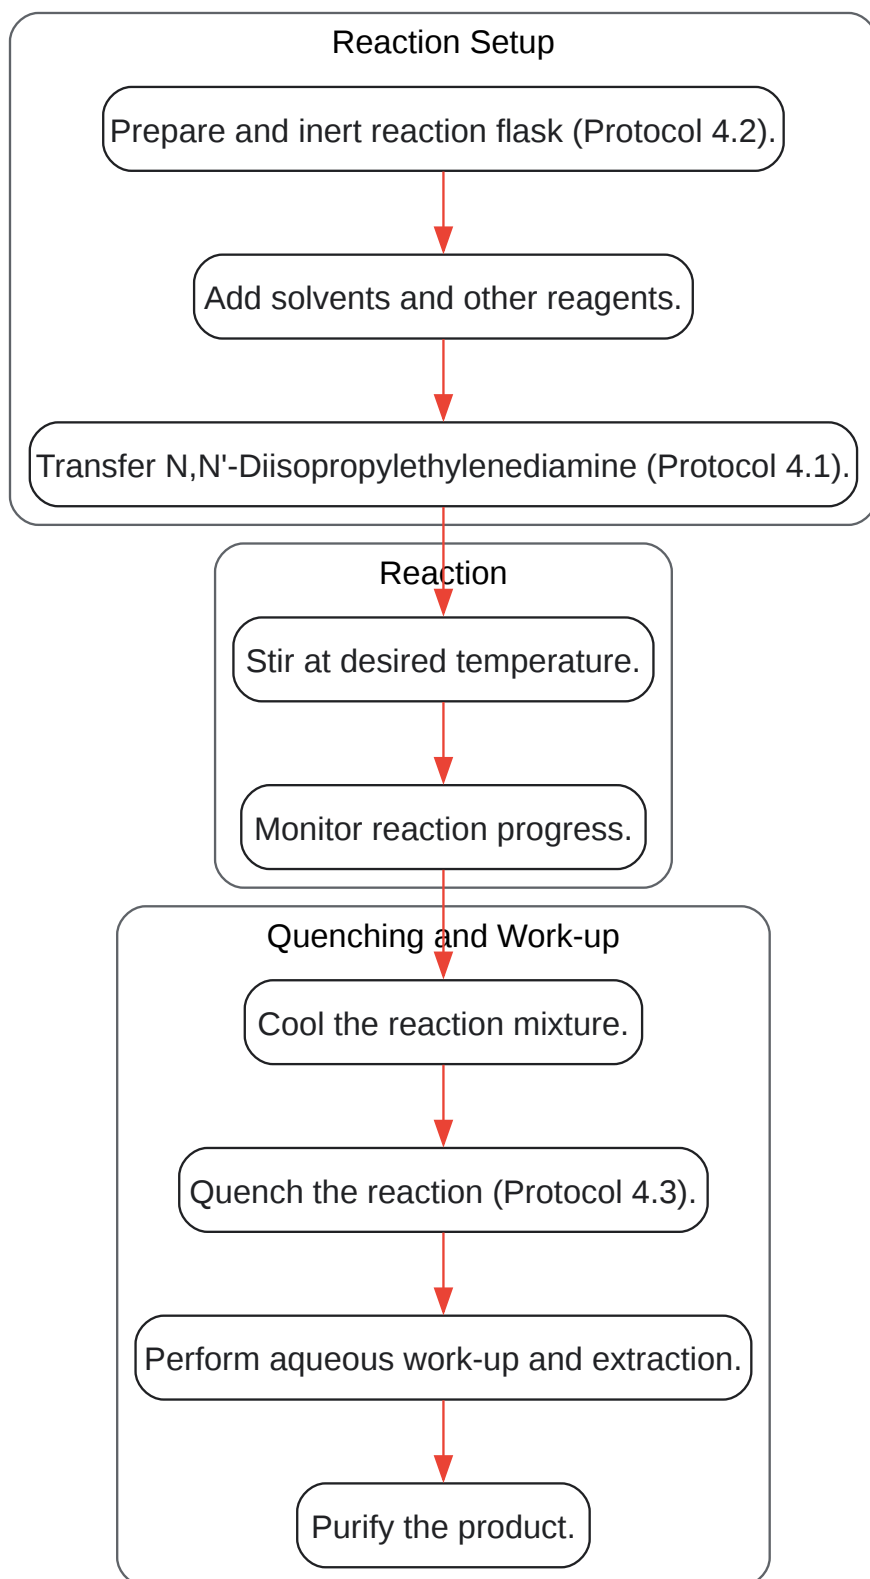 Reaction Setup
Prepare and inert reaction flask (Protocol 4.2).
Add solvents and other reagents.
Transfer N,N'-Diisopropylethylenediamine (Protocol 4.1).
Reaction
Stir at desired temperature.
Monitor reaction progress.
Quenching and Work-up
Cool the reaction mixture.
Quench the reaction (Protocol 4.3).
Perform aqueous work-up and extraction.
Purify the product.